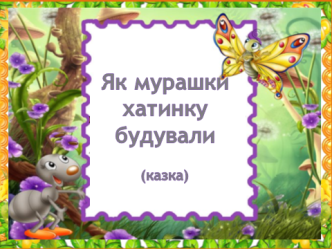 Як мурашки
хатинку
будували
(казка)